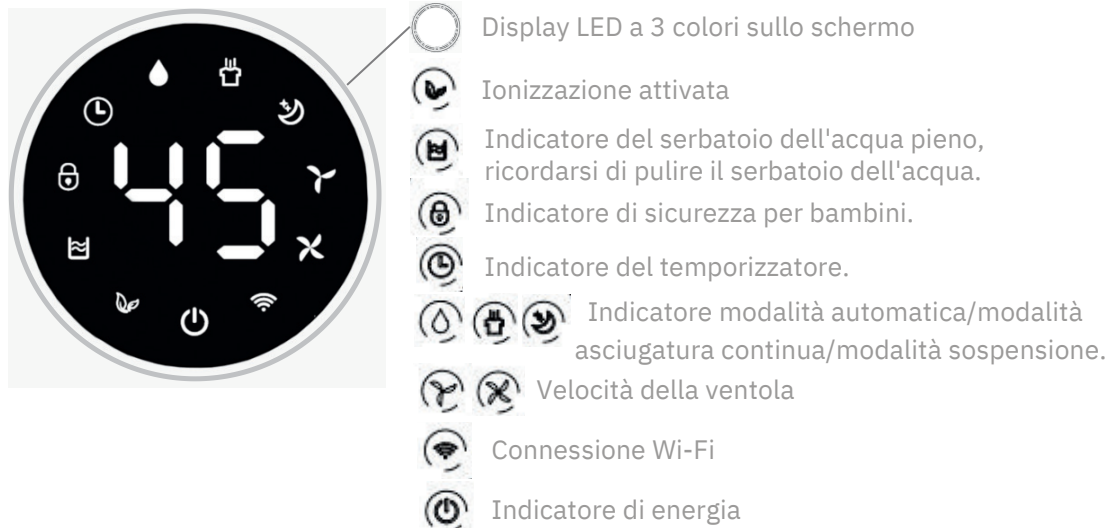 45
Display LED a 3 colori sullo schermo
Ionizzazione attivata
Indicatore del serbatoio dell'acqua pieno,
ricordarsi di pulire il serbatoio dell'acqua.
Indicatore di sicurezza per bambini.
Indicatore del temporizzatore.
Indicatore modalità automatica/modalità
asciugatura continua/modalità sospensione.
Velocità della ventola
Connessione Wi-Fi
Indicatore di energia